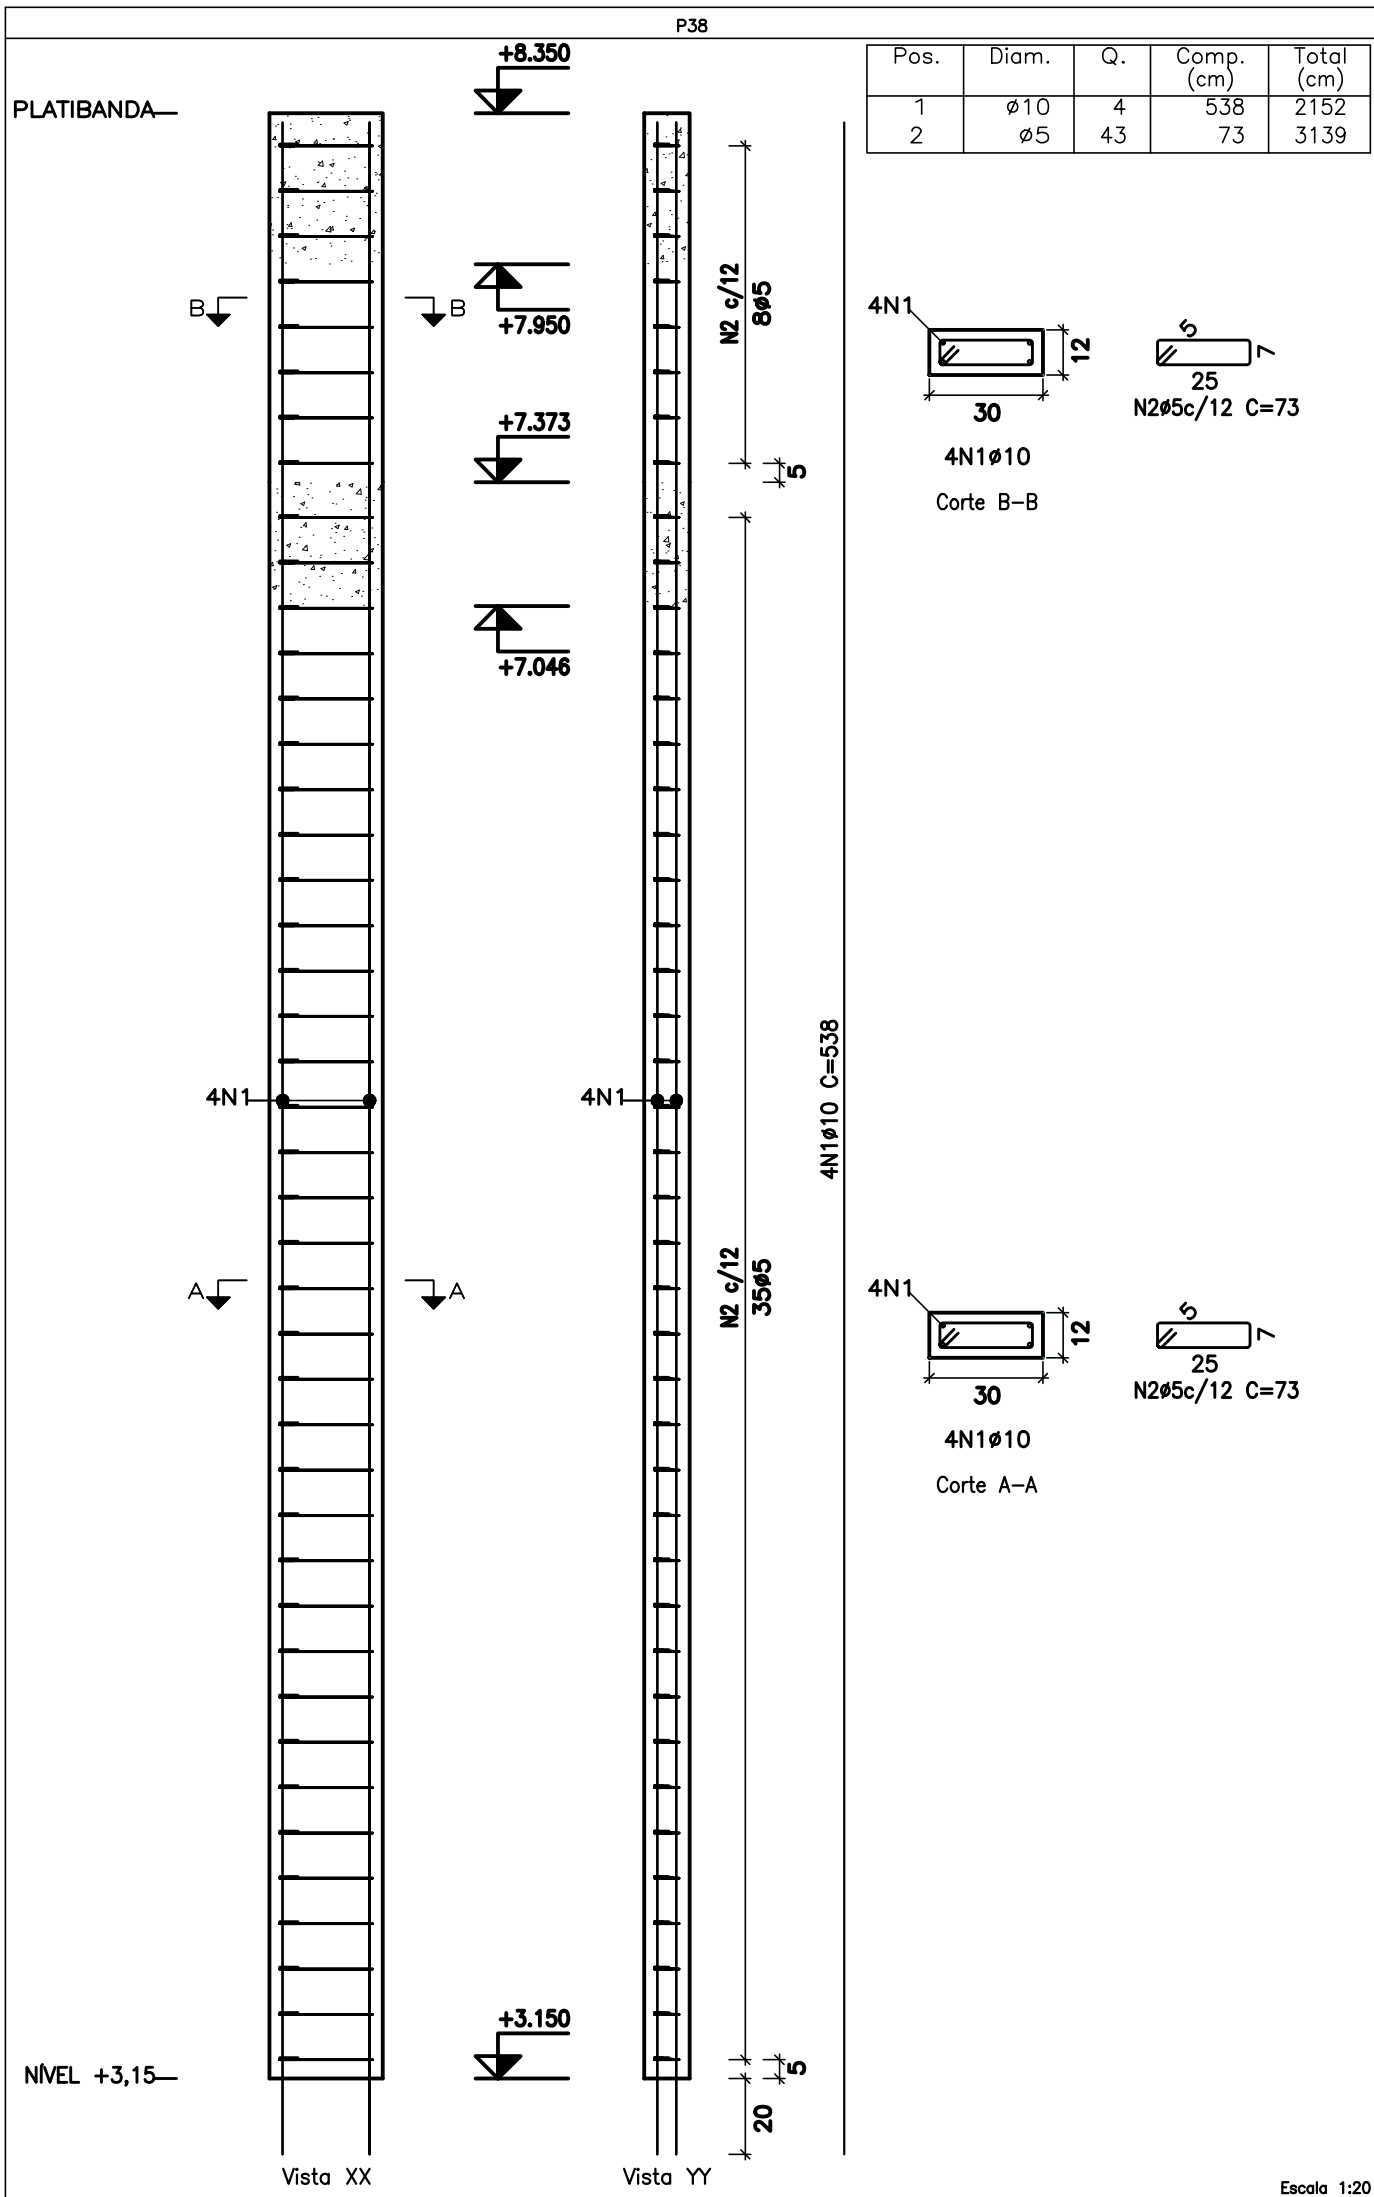 P38
+8.350
PLATIBANDA
Pos. Diam. Q. Comp. (cm) Total (cm)
1 ø10 4 538 2152
2 ø5 43 73 3139
B B
+7.950
N2 c/12
8ø5
+7.373
5
4N1
12
30
4N1ø10
Corte B-B
5
7
25
N2ø5c/12 C=73
+7.046
4N1
4N1
4N1ø10 C=538
A A
N2 c/12
35ø5
4N1
12
30
4N1ø10
Corte A-A
5
7
25
N2ø5c/12 C=73
+3.150
NÍVEL +3,15
5
20
Vista XX
Vista YY
Escala 1:20